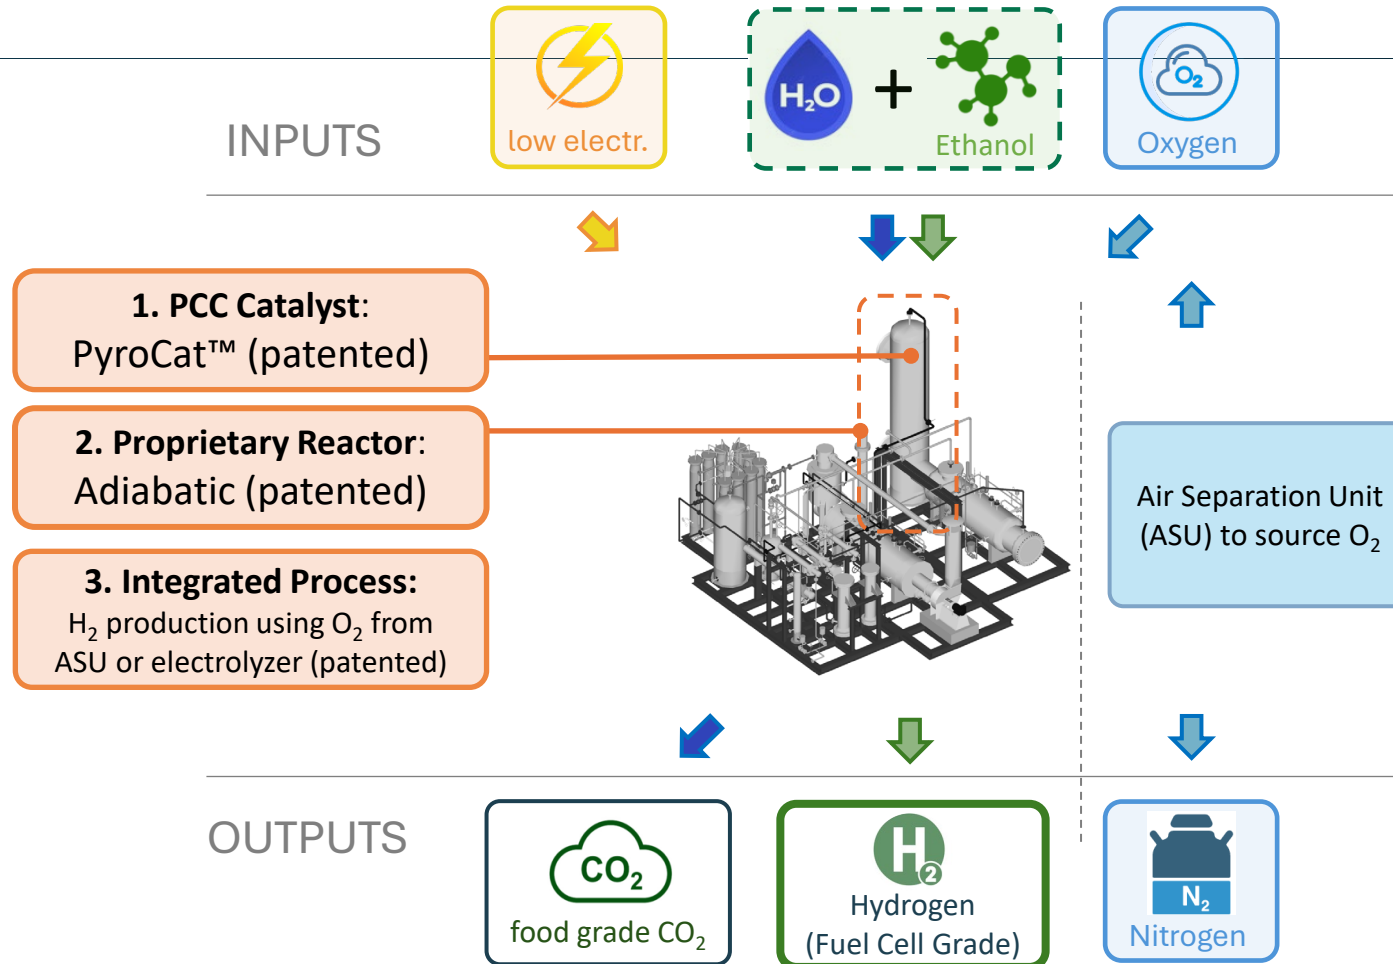 INPUTS
low electr.
H₂O
+
Ethanol
O₂
Oxygen
1. PCC Catalyst:
PyroCat™ (patented)
2. Proprietary Reactor:
Adiabatic (patented)
3. Integrated Process:
H₂ production using O₂ from
ASU or electrolyzer (patented)
Air Separation Unit
(ASU) to source O₂
OUTPUTS
CO₂
food grade CO₂
H₂
Hydrogen
(Fuel Cell Grade)
N₂
Nitrogen